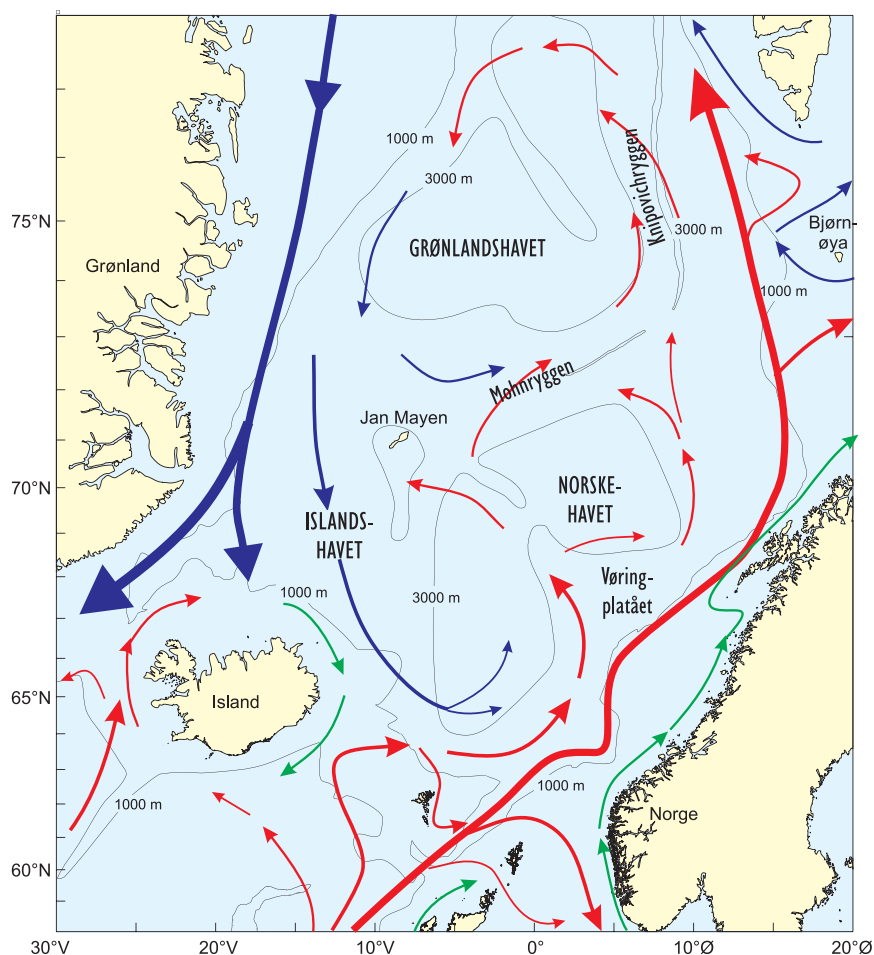 1000 m
3000 m
75°N
Grønland
GRØNLANDSHAVET
Knipovichryggen
3000 m
Bjørn-
øya
1000 m
Mohnryggen
Jan Mayen
70°N
ISLANDS-
HAVET
NORSKE-
HAVET
Vøring-
platået
1000 m
3000 m
65°N
Island
1000 m
1000 m
Norge
60°N
30°V
20°V
10°V
0°
10°Ø
20°Ø